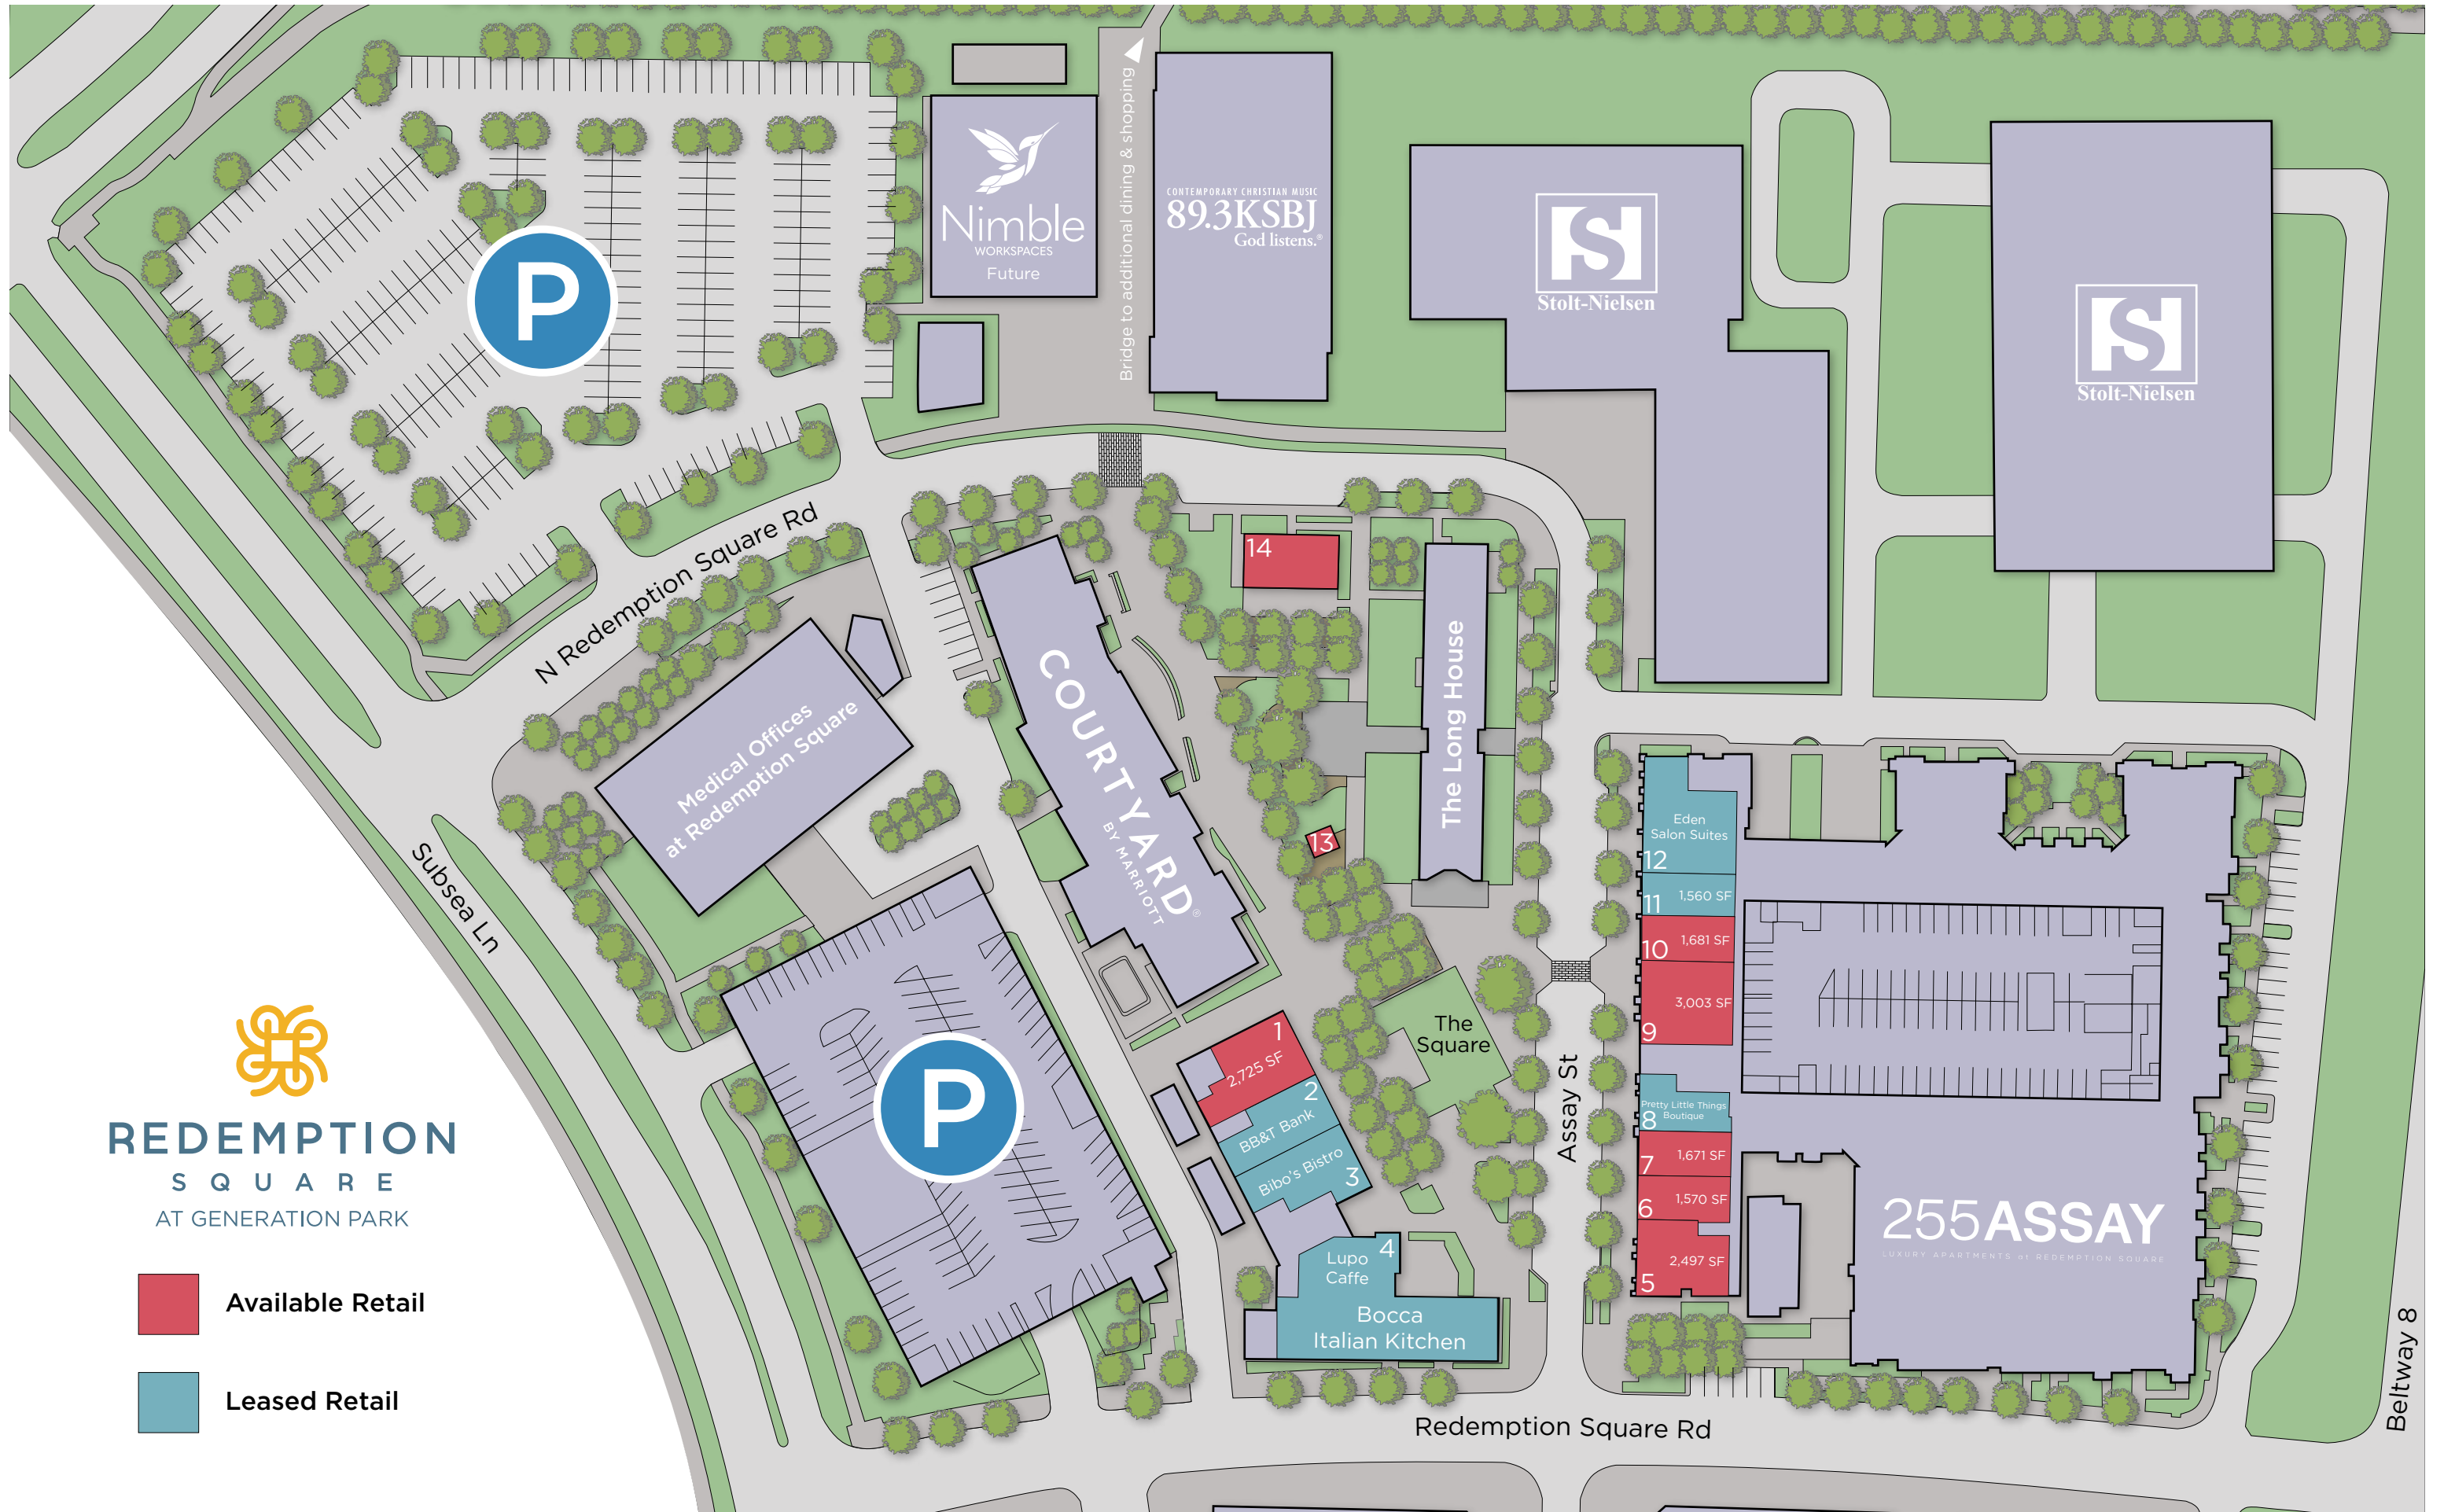 Bridge to additional dining & shopping
Nimble
WORKSPACES
Future
CONTEMPORARY CHRISTIAN MUSIC
89.3KSBJ
God listens.®
Stolt-Nielsen
Stolt-Nielsen
P
N Redemption Square Rd
14
The Long House
COURTYARD®
BY MARRIOTT
Medical Offices
at Redemption Square
13
Subsea Ln
Eden
Salon Suites
12
11
1,560 SF
10
1,681 SF
3,003 SF
9
Pretty Little Things
Boutique
8
7
1,671 SF
6
1,570 SF
2,497 SF
5
The
Square
Assay St
P
1
2,725 SF
2
BB&T Bank
Bibo's Bistro
3
4
Lupo
Caffe
Bocca
Italian Kitchen
255ASSAY
LUXURY APARTMENTS at REDEMPTION SQUARE
REDEMPTION
SQUARE
AT GENERATION PARK
Available Retail
Leased Retail
Redemption Square Rd
Beltway 8